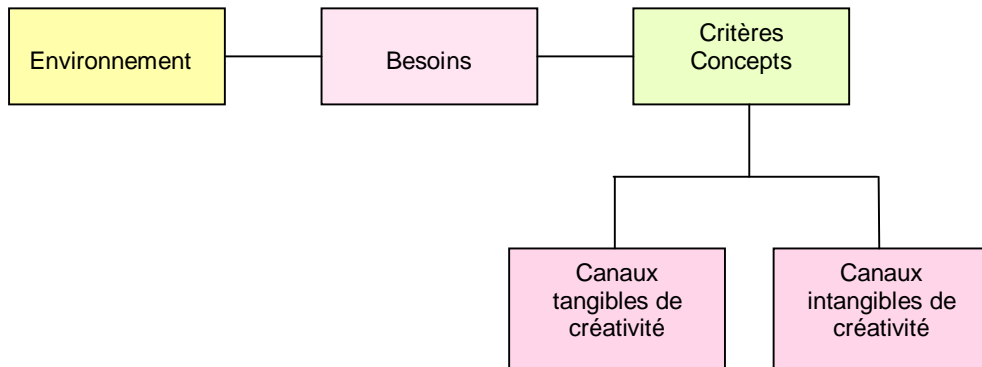 Environnement
Besoins
Critères
Concepts
Canaux
tangibles de
créativité
Canaux
intangibles de
créativité